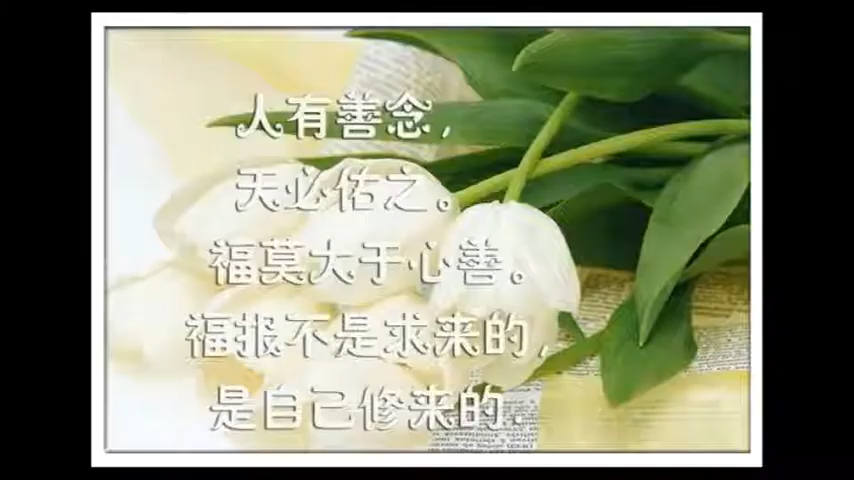 人有善念,
天必佑之。
福莫大于心善。
福报不是求来的,
是自己修来的.